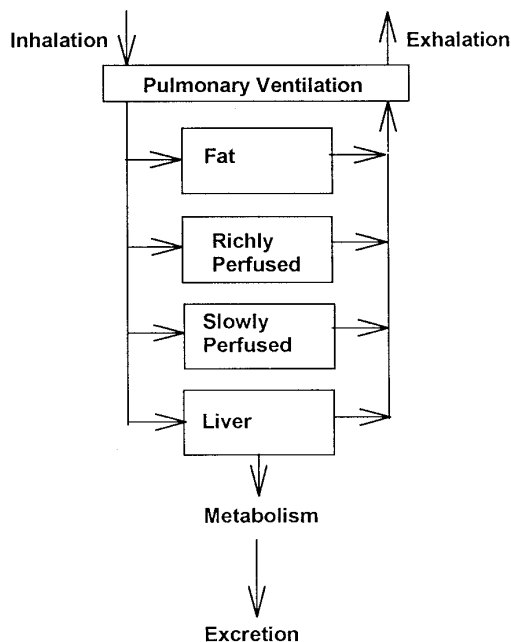 Inhalation
Exhalation
Pulmonary Ventilation
Fat
Richly
Perfused
Slowly
Perfused
Liver
Metabolism
Excretion